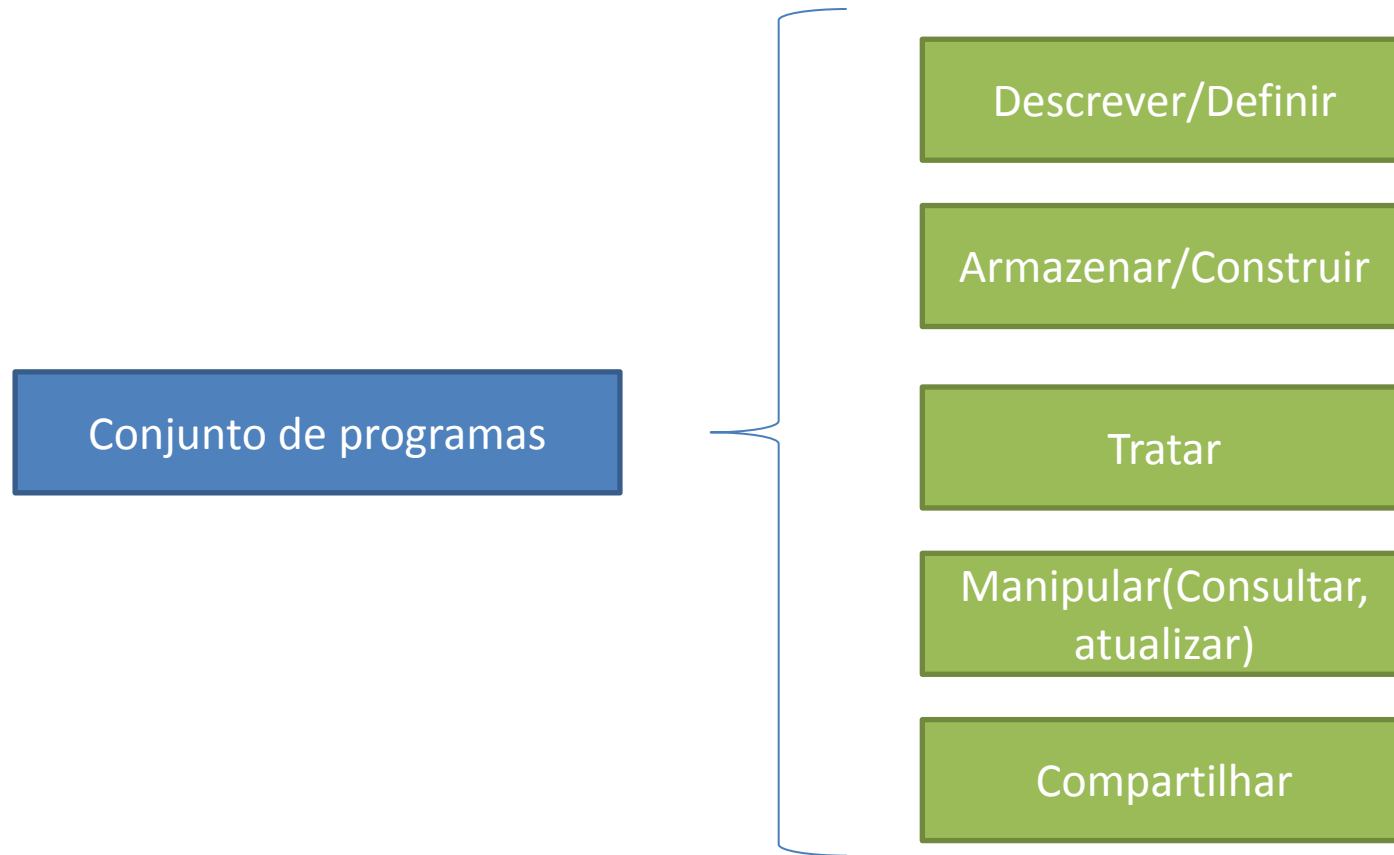 Descrever/Definir
Armazenar/Construir
Conjunto de programas
Tratar
Manipular(Consultar,
atualizar)
Compartilhar